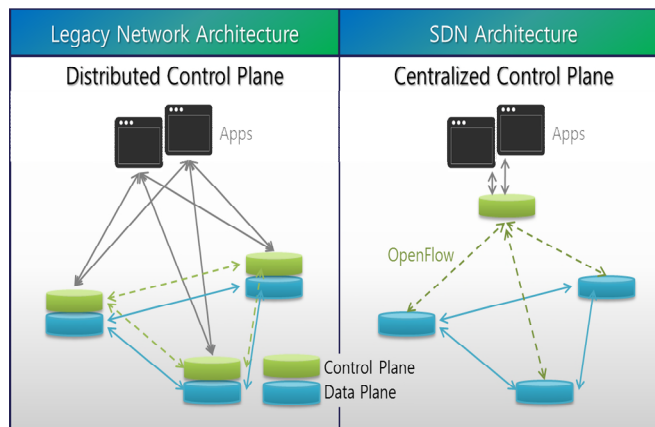 Legacy Network Architecture
Distributed Control Plane
Apps
Control Plane
Data Plane
SDN Architecture
Centralized Control Plane
Apps
OpenFlow